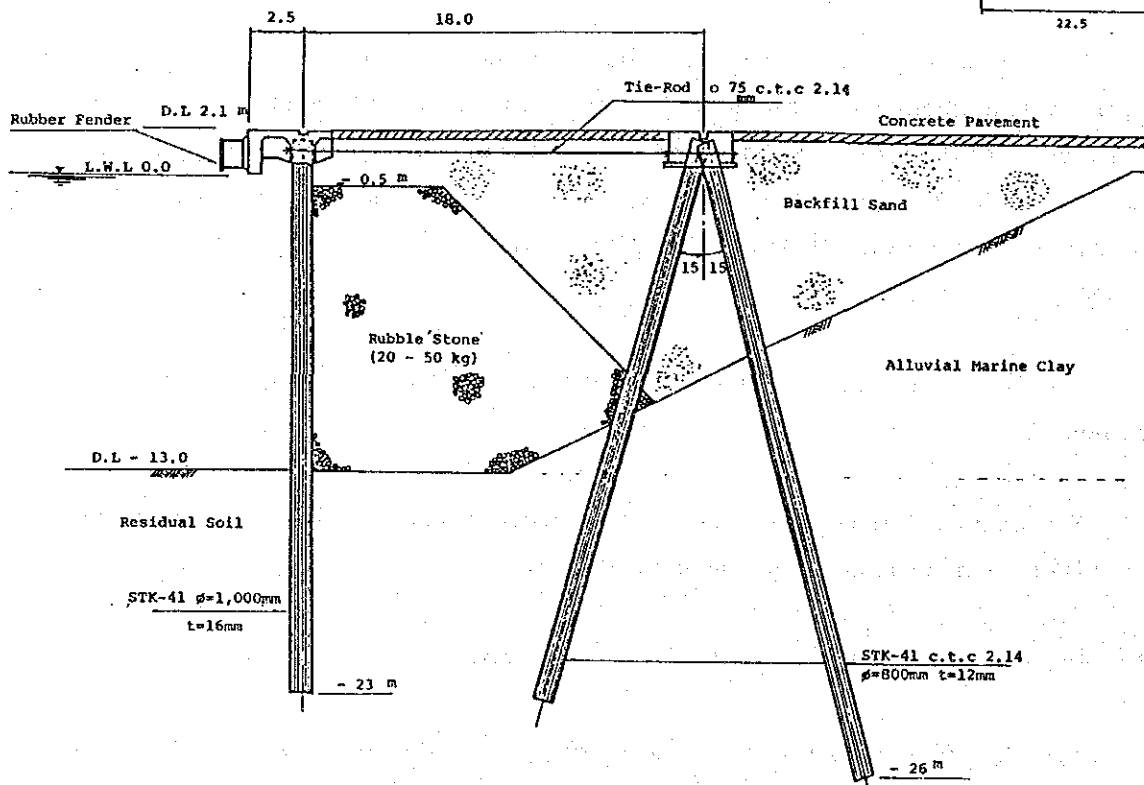 22.5
2.5
18.0
Tie-Rod ø 75 c.t.c 2.14
mm
D.L 2.1 m
Rubber Fender
Concrete Pavement
L.W.L 0.0
- 0.5 m
Backfill Sand
15 15
Rubble Stone
(20 - 50 kg)
Alluvial Marine Clay
D.L - 13.0
Residual Soil
STK-41 ø=1,000mm
t=16mm
STK-41 c.t.c 2.14
ø=800mm t=12mm
- 23 m
- 26 m